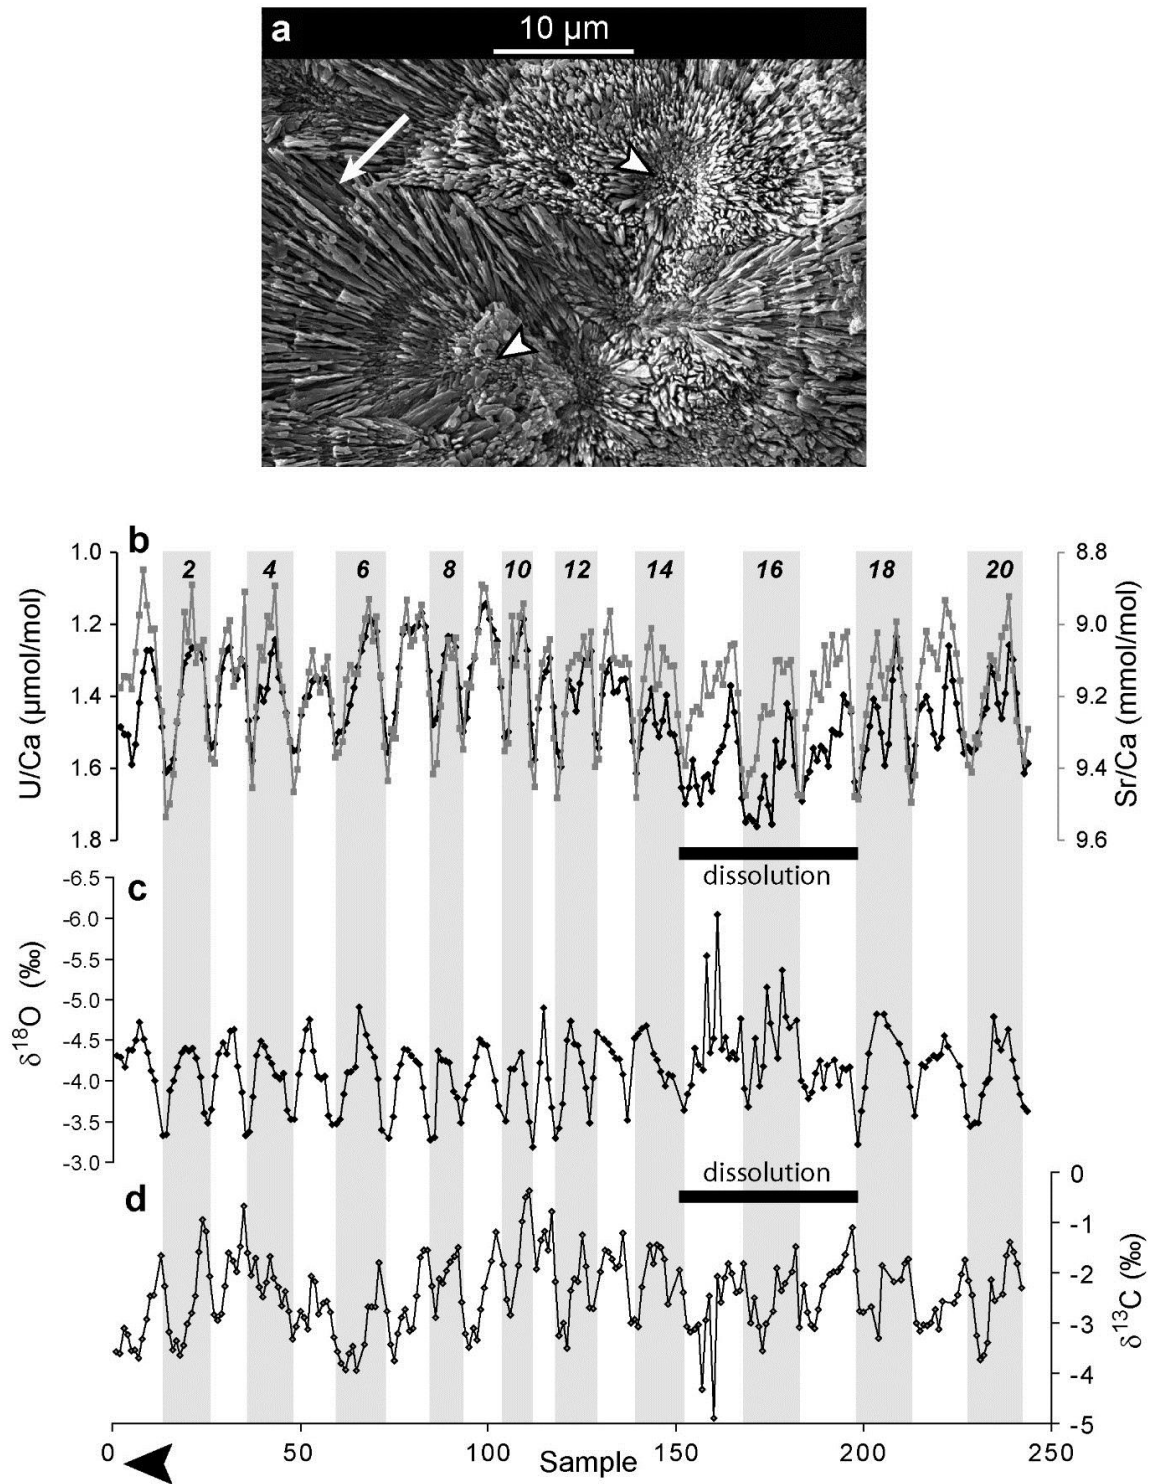 a
10 µm
b
2 4 6 8 10 12 14 16 18 20
U/Ca (µmol/mol)
1.0
1.2
1.4
1.6
1.8
Sr/Ca (mmol/mol)
8.8
9.0
9.2
9.4
9.6
dissolution
c
δ18O (‰)
-6.5
-6.0
-5.5
-5.0
-4.5
-4.0
-3.5
-3.0
dissolution
d
δ13C (‰)
0
-1
-2
-3
-4
-5
0 50 100 150 200 250
Sample